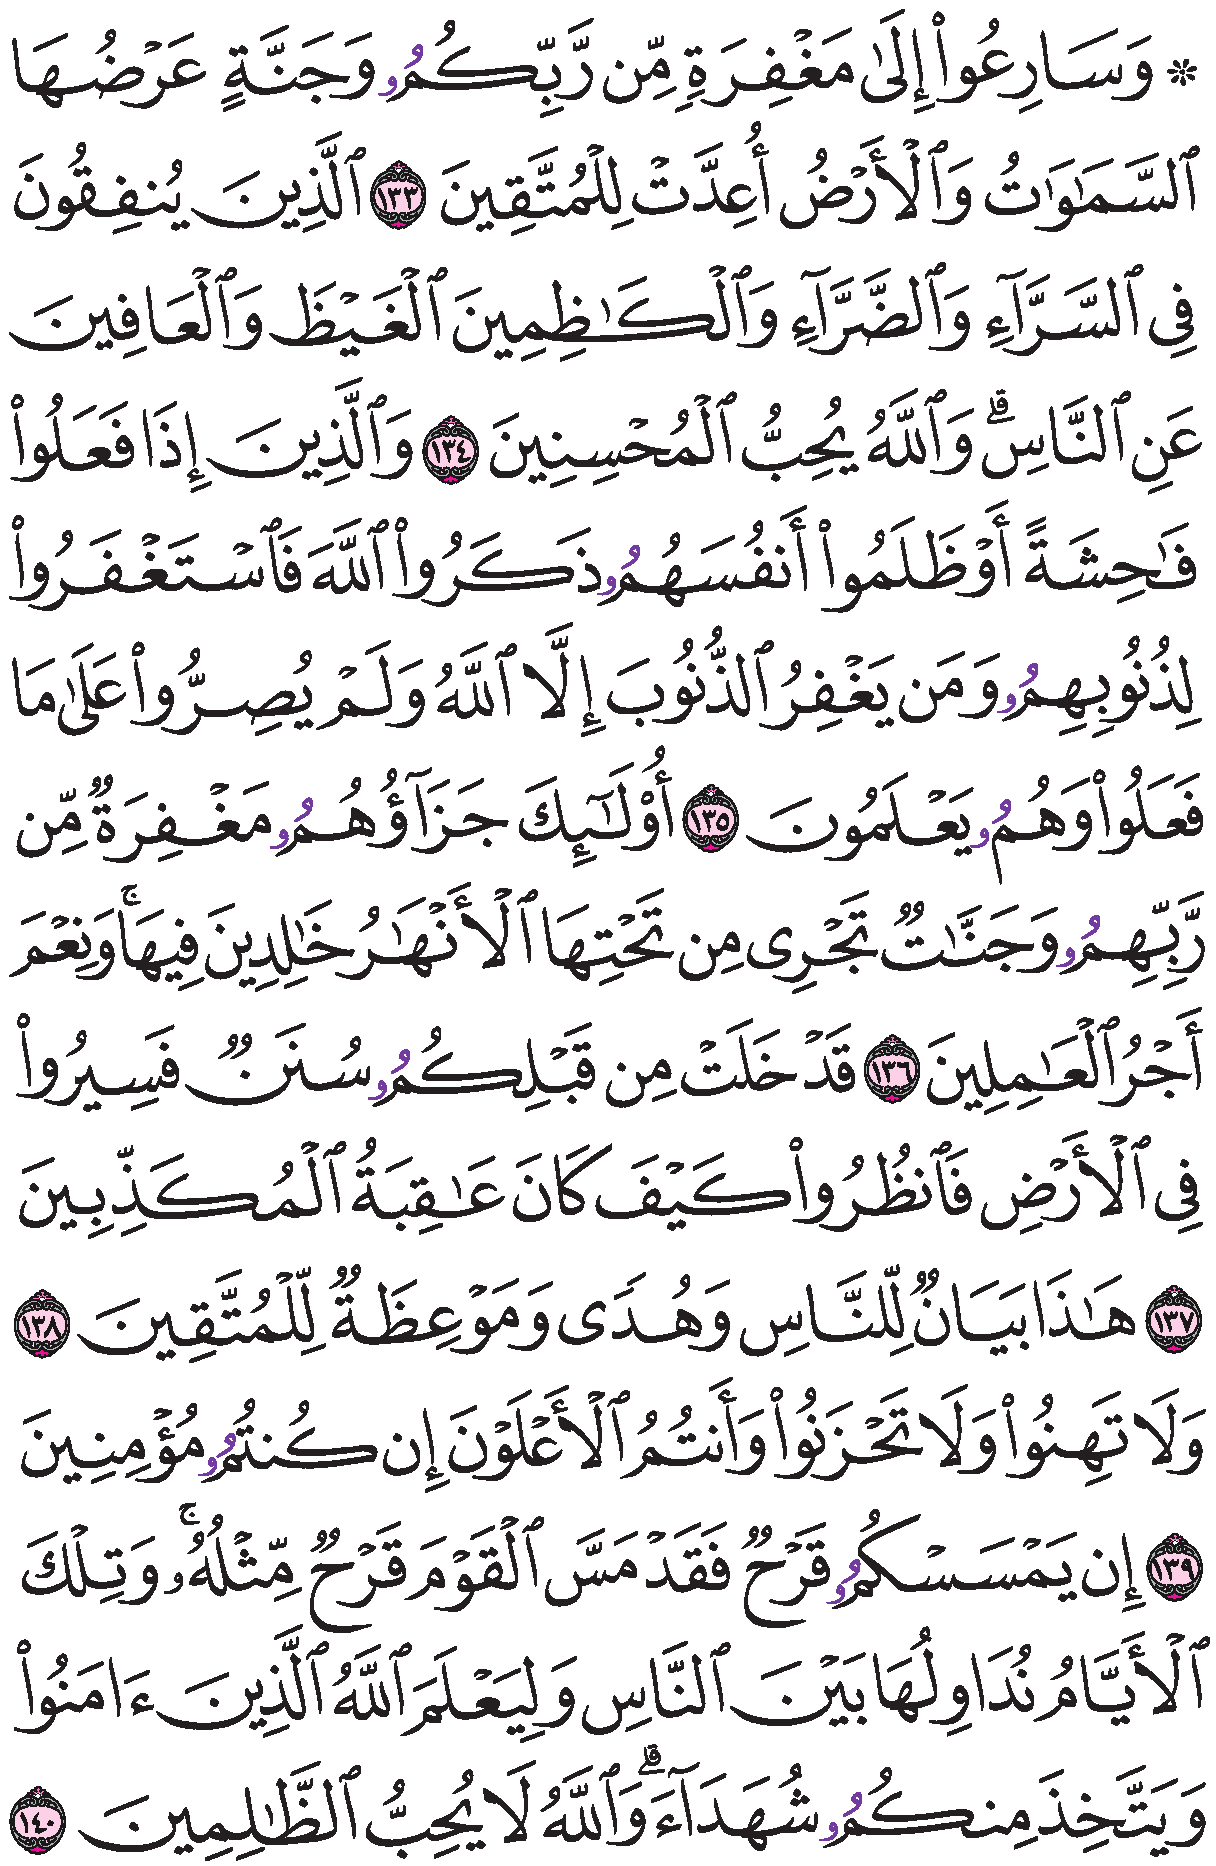 ۞ وَسَارِعُوا۟ إِلَىٰ مَغْفِرَةٍ مِّن رَّبِّكُمُۥ وَجَنَّةٍ عَرْضُهَا
ٱلسَّمَٰوَٰتُ وَٱلْأَرْضُ أُعِدَّتْ لِلْمُتَّقِينَ ١٣٣ ٱلَّذِينَ يُنفِقُونَ
فِى ٱلسَّرَّآءِ وَٱلضَّرَّآءِ وَٱلْكَٰظِمِينَ ٱلْغَيْظَ وَٱلْعَافِينَ
عَنِ ٱلنَّاسِ ۗ وَٱللَّهُ يُحِبُّ ٱلْمُحْسِنِينَ ١٣٤ وَٱلَّذِينَ إِذَا فَعَلُوا۟
فَٰحِشَةً أَوْ ظَلَمُوا۟ أَنفُسَهُمُۥ ذَكَرُوا۟ ٱللَّهَ فَٱسْتَغْفَرُوا۟
لِذُنُوبِهِمُۥ وَمَن يَغْفِرُ ٱلذُّنُوبَ إِلَّا ٱللَّهُ وَلَمْ يُصِرُّوا۟ عَلَىٰ مَا
فَعَلُوا۟ وَهُمُۥ يَعْلَمُونَ ١٣٥ أُو۟لَٰٓئِكَ جَزَآؤُهُمُۥ مَغْفِرَةٌ مِّن
رَّبِّهِمُۥ وَجَنَّٰتٌ تَجْرِى مِن تَحْتِهَا ٱلْأَنْهَٰرُ خَٰلِدِينَ فِيهَا ۚ وَنِعْمَ
أَجْرُ ٱلْعَٰمِلِينَ ١٣٦ قَدْ خَلَتْ مِن قَبْلِكُمُۥ سُنَنٌ فَسِيرُوا۟
فِى ٱلْأَرْضِ فَٱنظُرُوا۟ كَيْفَ كَانَ عَٰقِبَةُ ٱلْمُكَذِّبِينَ
١٣٧ هَٰذَا بَيَانٌ لِّلنَّاسِ وَهُدًى وَمَوْعِظَةٌ لِّلْمُتَّقِينَ ١٣٨
وَلَا تَهِنُوا۟ وَلَا تَحْزَنُوا۟ وَأَنتُمُ ٱلْأَعْلَوْنَ إِن كُنتُمُۥ مُؤْمِنِينَ
١٣٩ إِن يَمْسَسْكُمُۥ قَرْحٌ فَقَدْ مَسَّ ٱلْقَوْمَ قَرْحٌ مِّثْلُهُۥ ۚ وَتِلْكَ
ٱلْأَيَّامُ نُدَاوِلُهَا بَيْنَ ٱلنَّاسِ وَلِيَعْلَمَ ٱللَّهُ ٱلَّذِينَ ءَامَنُوا۟
وَيَتَّخِذَ مِنكُمُۥ شُهَدَآءَ ۗ وَٱللَّهُ لَا يُحِبُّ ٱلظَّٰلِمِينَ ١٤٠